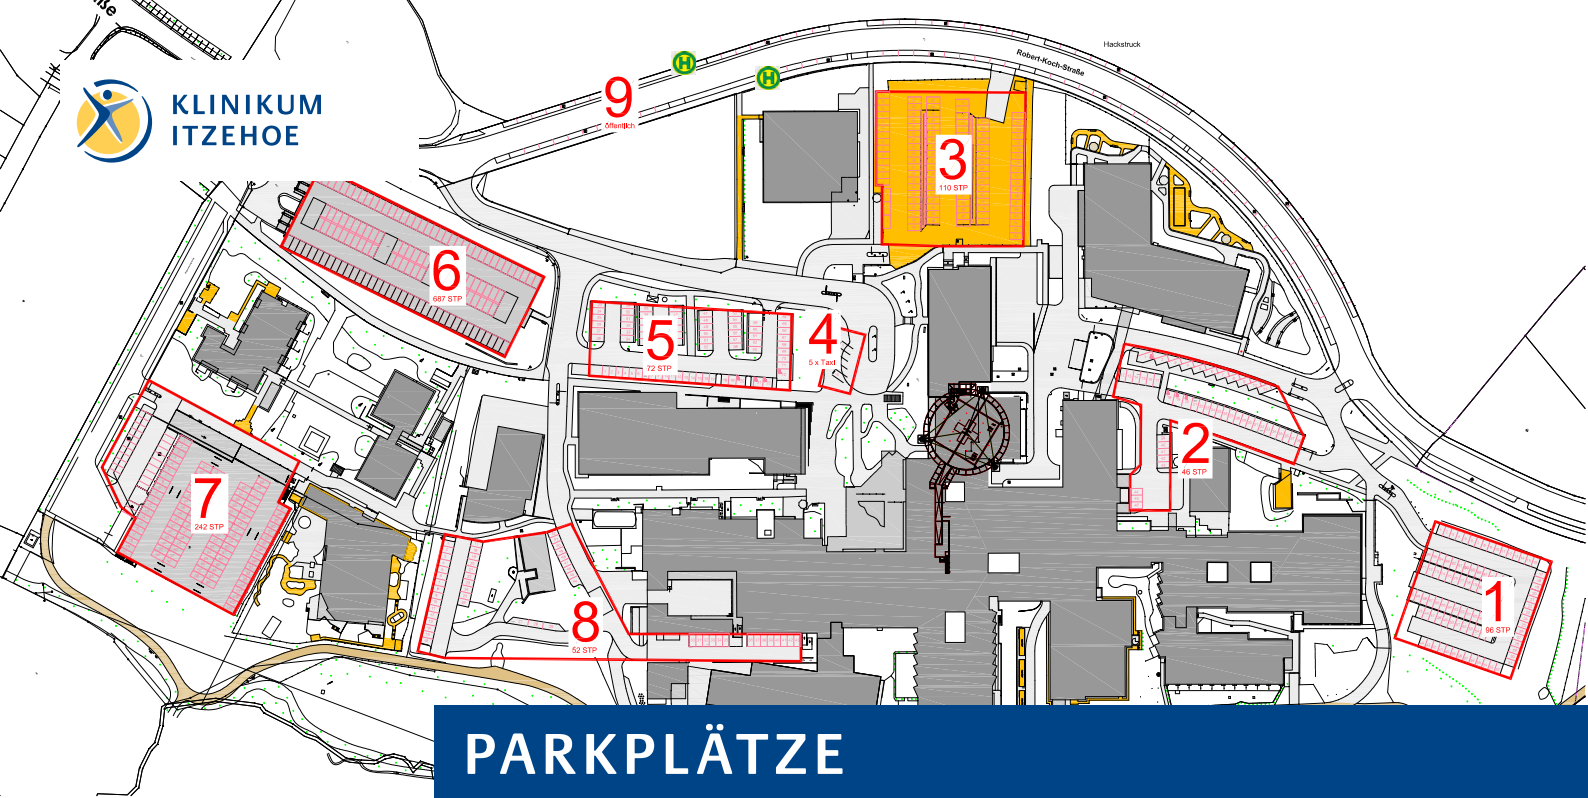 Hackstruck
Robert-Koch-Straße
KLINIKUM
ITZEHOE
9
öffentlich
3
110 STP
6
687 STP
5
72 STP
4
5 x Taxi
2
46 STP
7
242 STP
8
52 STP
1
96 STP
PARKPLÄTZE